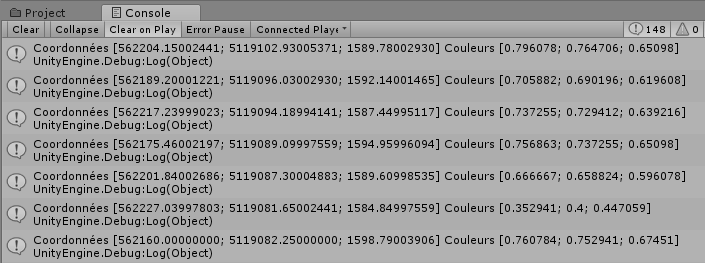 Project
Console
Clear
Collapse
Clear on Play
Error Pause
Connected Playe
148
0
Coordonnées [562204.15002441; 5119102.93005371; 1589.78002930] Couleurs [0.796078; 0.764706; 0.65098]
UnityEngine.Debug:Log(Object)
Coordonnées [562189.20001221; 5119096.03002930; 1592.14001465] Couleurs [0.705882; 0.690196; 0.619608]
UnityEngine.Debug:Log(Object)
Coordonnées [562217.23999023; 5119094.18994141; 1587.44995117] Couleurs [0.737255; 0.729412; 0.639216]
UnityEngine.Debug:Log(Object)
Coordonnées [562175.46002197; 5119089.09997559; 1594.95996094] Couleurs [0.756863; 0.737255; 0.65098]
UnityEngine.Debug:Log(Object)
Coordonnées [562201.84002686; 5119087.30004883; 1589.60998535] Couleurs [0.666667; 0.658824; 0.596078]
UnityEngine.Debug:Log(Object)
Coordonnées [562227.03997803; 5119081.65002441; 1584.84997559] Couleurs [0.352941; 0.4; 0.447059]
UnityEngine.Debug:Log(Object)
Coordonnées [562160.00000000; 5119082.25000000; 1598.79003906] Couleurs [0.760784; 0.752941; 0.67451]
UnityEngine.Debug:Log(Object)